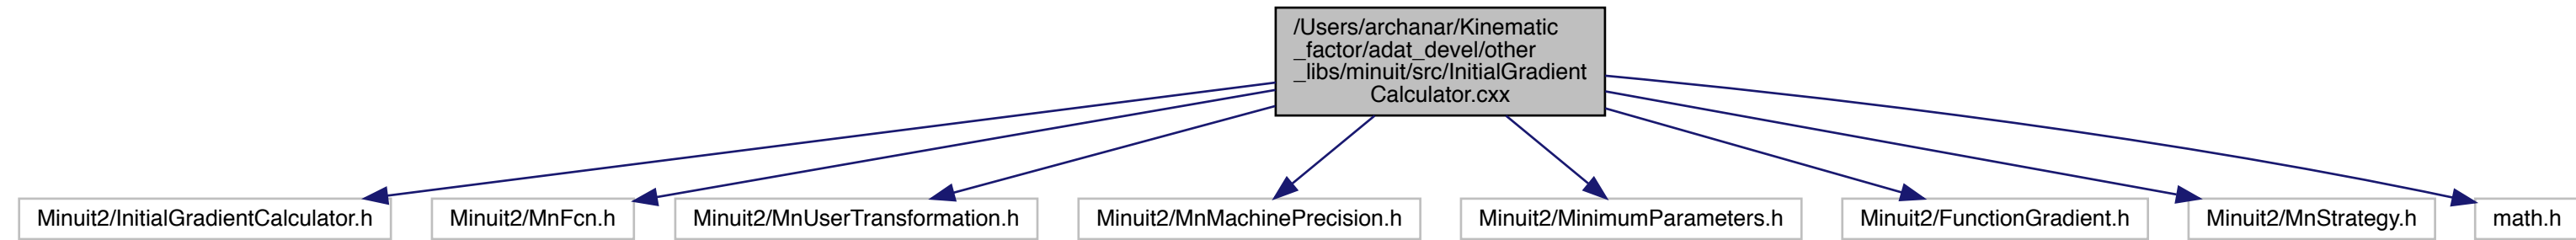 /Users/archanar/Kinematic
_factor/adat_devel/other
_libs/minuit/src/InitialGradient
Calculator.cxx
Minuit2/InitialGradientCalculator.h
Minuit2/MnFcn.h
Minuit2/MnUserTransformation.h
Minuit2/MnMachinePrecision.h
Minuit2/MinimumParameters.h
Minuit2/FunctionGradient.h
Minuit2/MnStrategy.h
math.h